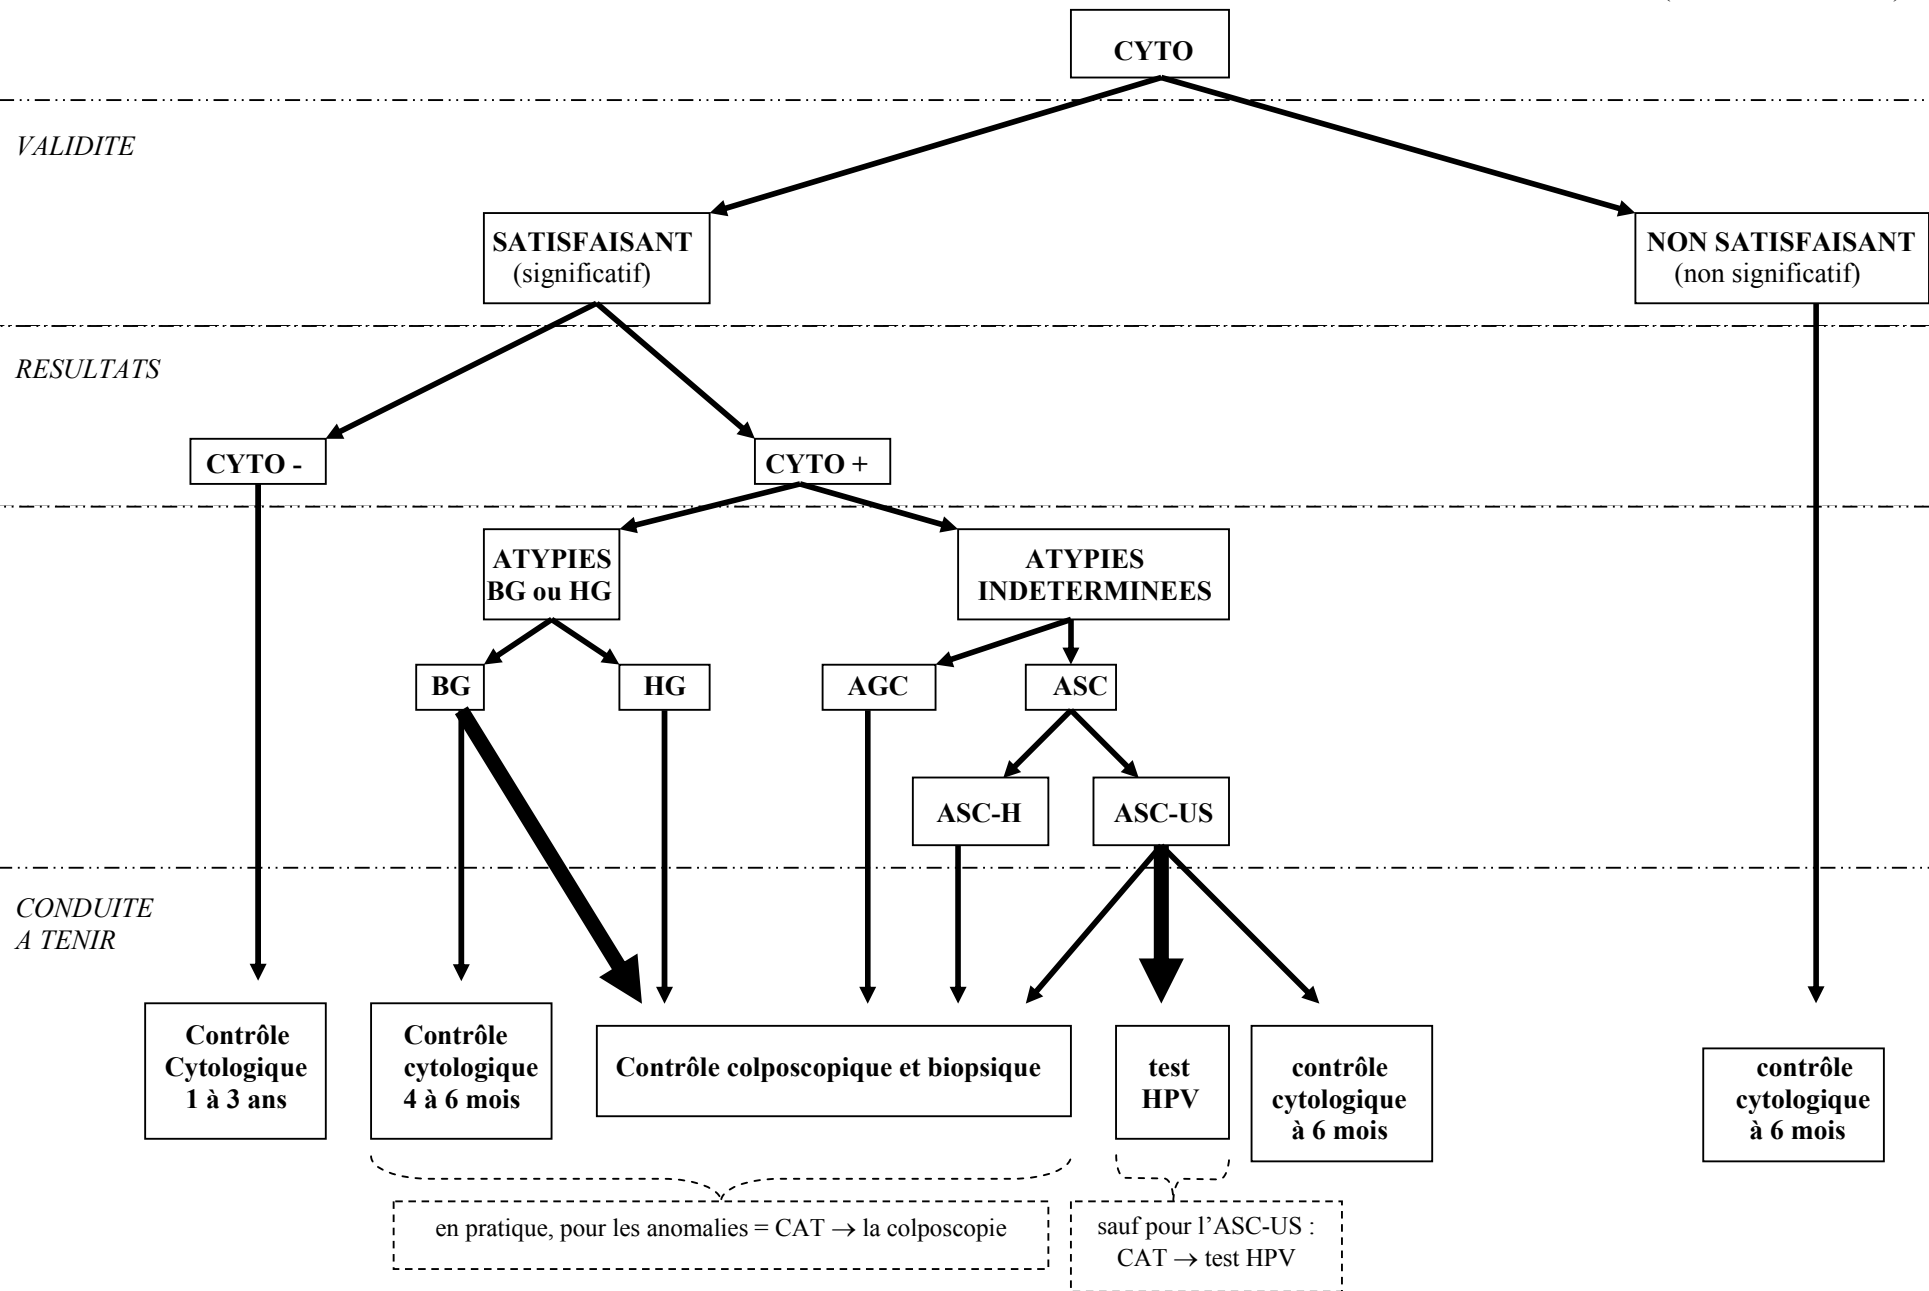 CYTO
VALIDITE
SATISFAISANT
(significatif)
NON SATISFAISANT
(non significatif)
RESULTATS
CYTO -
CYTO +
ATYPIES
BG ou HG
ATYPIES
INDETERMINEES
BG
HG
AGC
ASC
ASC-H
ASC-US
CONDUITE
A TENIR
Contrôle
Cytologique
1 à 3 ans
Contrôle
cytologique
4 à 6 mois
Contrôle colposcopique et biopsique
test
HPV
contrôle
cytologique
à 6 mois
contrôle
cytologique
à 6 mois
en pratique, pour les anomalies = CAT → la colposcopie
sauf pour l’ASC-US :
CAT → test HPV